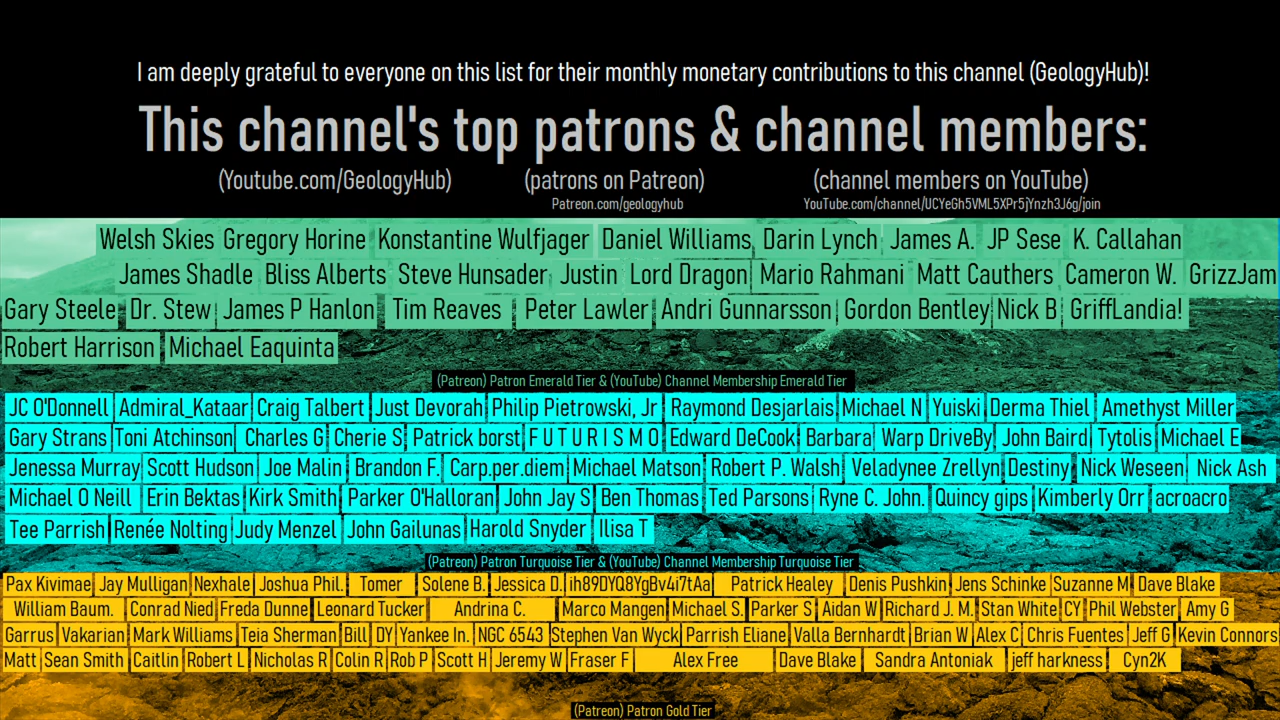 I am deeply grateful to everyone on this list for their monthly monetary contributions to this channel (GeologyHub)!
This channel's top patrons & channel members:
(Youtube.com/GeologyHub) (patrons on Patreon) (channel members on YouTube)
Patreon.com/geologyhub YouTube.com/channel/UCYeGh5VML5XPr5jYnzh3J6g/join
Welsh Skies Gregory Horine Konstantine Wulfjager Daniel Williams, Darin Lynch James A. JP Sese K. Callahan
James Shadle Bliss Alberts Steve Hunsader Justin Lord Dragon Mario Rahmani Matt Cauthers Cameron W. GrizzJam
Gary Steele Dr. Stew James P Hanlon Tim Reaves Peter Lawler Andri Gunnarsson Gordon Bentley Nick B GriffLandia!
Robert Harrison Michael Eaquinta
(Patreon) Patron Emerald Tier & (YouTube) Channel Membership Emerald Tier
JC O'Donnell Admiral_Kataar Craig Talbert Just Devorah Philip Pietrowski, Jr Raymond Desjarlais Michael N Yuiski Derma Thiel Amethyst Miller
Gary Strans Toni Atchinson Charles G Cherie S Patrick borst F U T U R I S M O Edward DeCook Barbara Warp DriveBy John Baird Tytolis Michael E
Jenessa Murray Scott Hudson Joe Malin Brandon F. Carp.per.diem Michael Matson Robert P. Walsh Veladynee Zrellyn Destiny Nick Weseen Nick Ash
Michael O Neill Erin Bektas Kirk Smith Parker O'Halloran John Jay S Ben Thomas Ted Parsons Ryne C. John. Quincy gips Kimberly Orr acroacro
Tee Parrish Renée Nolting Judy Menzel John Gailunas Harold Snyder Ilisa T
(Patreon) Patron Turquoise Tier & (YouTube) Channel Membership Turquoise Tier
Pax Kivimae Jay Mulligan Nexhale Joshua Phil Tomer Solene B. Jessica D. ih89DYQ8YgBv4i7tAa Patrick Healey Denis Pushkin Jens Schinke Suzanne M Dave Blake
William Baum. Conrad Nied Freda Dunne Leonard Tucker Andrina C. Marco Mangen Michael S. Parker S Aidan W Richard J. M. Stan White CY Phil Webster Amy G
Garrus Vakarian Mark Williams Teia Sherman Bill DY Yankee In. NGC 6543 Stephen Van Wyck Parrish Eliane Valla Bernhardt Brian W Alex C Chris Fuentes Jeff G Kevin Connors
Matt Sean Smith Caitlin Robert L Nicholas R Colin R Rob P Scott H Jeremy W Fraser F Alex Free Dave Blake Sandra Antoniak jeff harkness Cyn2K
(Patreon) Patron Gold Tier